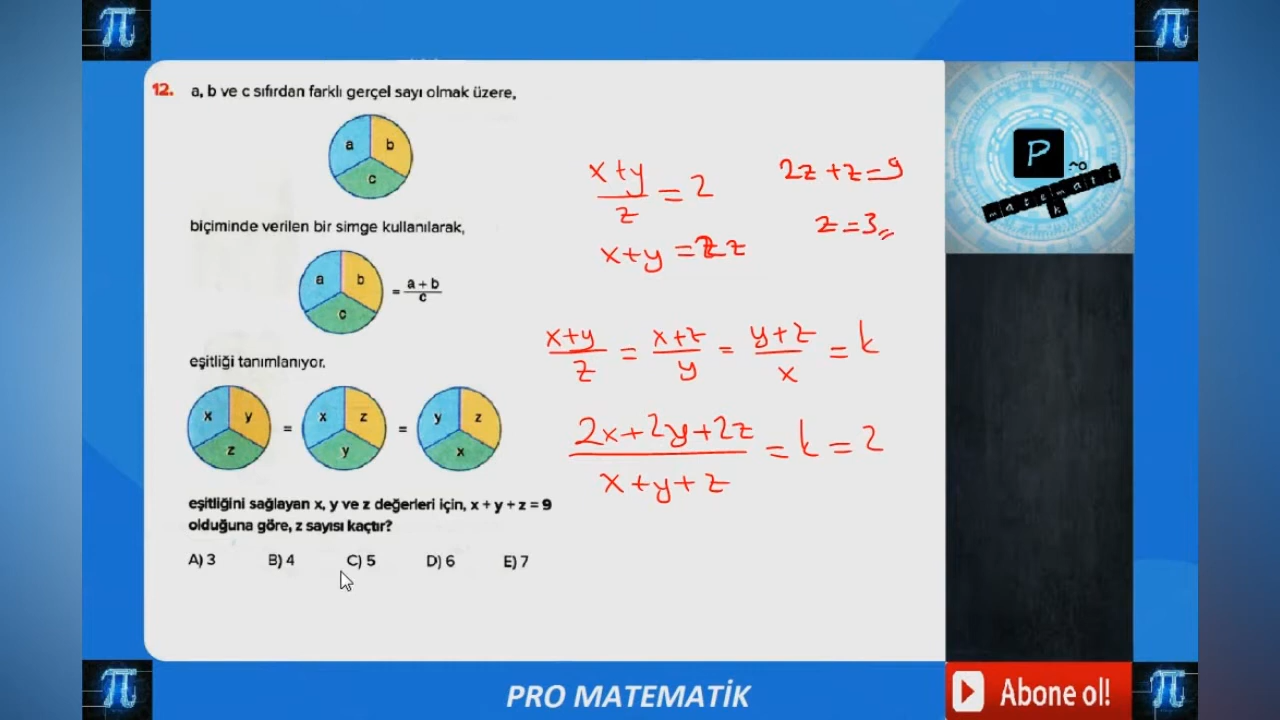 12. a, b ve c sıfırdan farklı gerçel sayı olmak üzere,
a b
c
biçiminde verilen bir simge kullanılarak,
a b
c
= a + b / c
eşitliği tanımlanıyor.
x y z = x z y = y z x
eşitliğini sağlayan x, y ve z değerleri için, x + y + z = 9
olduğuna göre, z sayısı kaçtır?
A) 3 B) 4 C) 5 D) 6 E) 7
x+y / z = 2
x+y = 2z
2z+z=9
z=3
x+y / z = x+z / y = y+z / x = k
2x+2y+2z / x+y+z = k = 2
P
ro
matematik
PRO MATEMATİK
Abone ol!
π
π
π
π